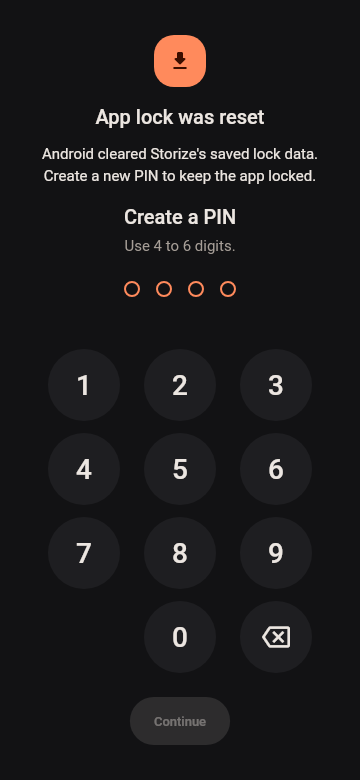 App lock was reset
Android cleared Storize's saved lock data.
Create a new PIN to keep the app locked.
Create a PIN
Use 4 to 6 digits.
1 2 3
4 5 6
7 8 9
0
Continue